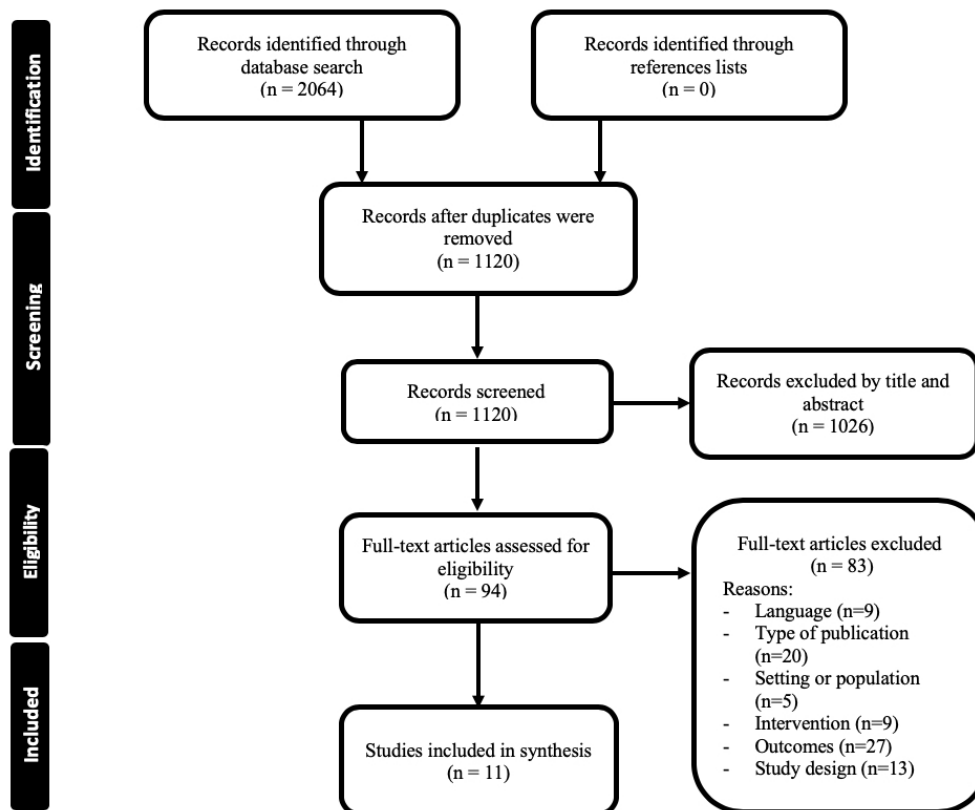 Identification
Records identified through
database search
(n = 2064)
Records identified through
references lists
(n = 0)
Screening
Records after duplicates were
removed
(n = 1120)
Records screened
(n = 1120)
Records excluded by title and
abstract
(n = 1026)
Eligibility
Full-text articles assessed for
eligibility
(n = 94)
Full-text articles excluded
(n = 83)
Reasons:
- Language (n=9)
- Type of publication
(n=20)
- Setting or population
(n=5)
- Intervention (n=9)
- Outcomes (n=27)
- Study design (n=13)
Included
Studies included in synthesis
(n = 11)